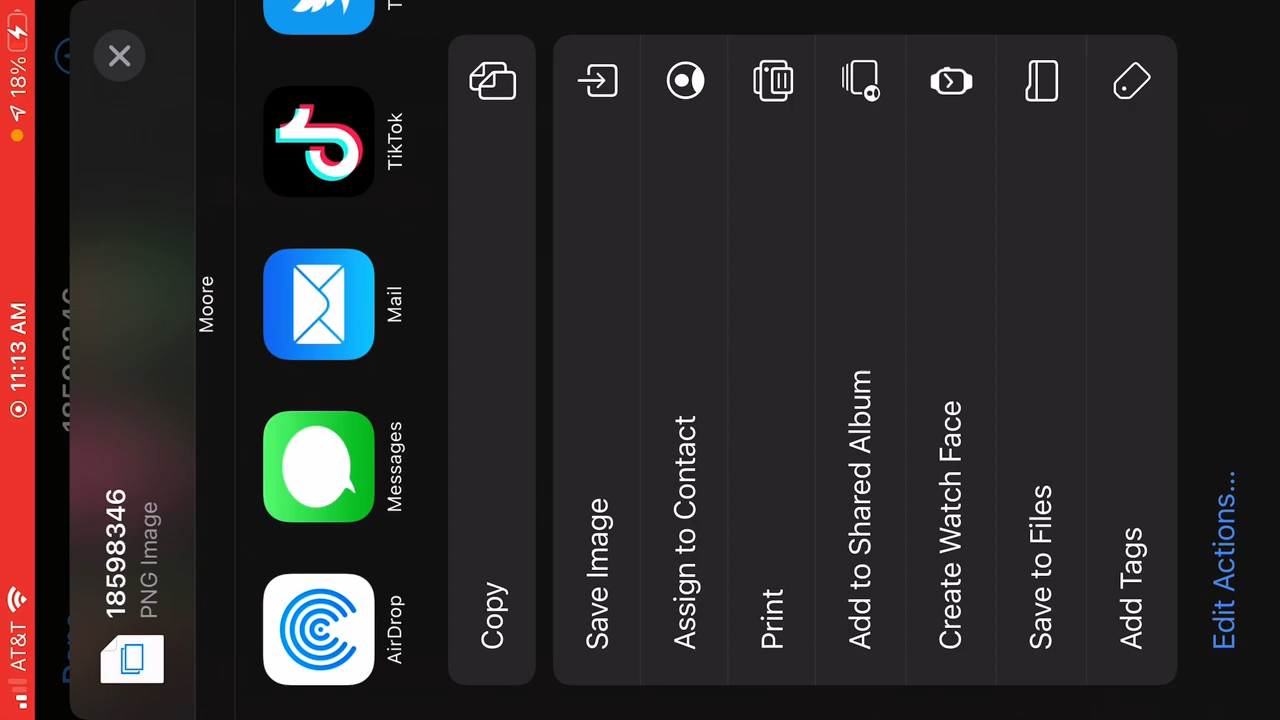 AT&T
11:13 AM
18%
18598346
PNG Image
Moore
AirDrop
Messages
Mail
TikTok
Copy
Save Image
Assign to Contact
Print
Add to Shared Album
Create Watch Face
Save to Files
Add Tags
Edit Actions...